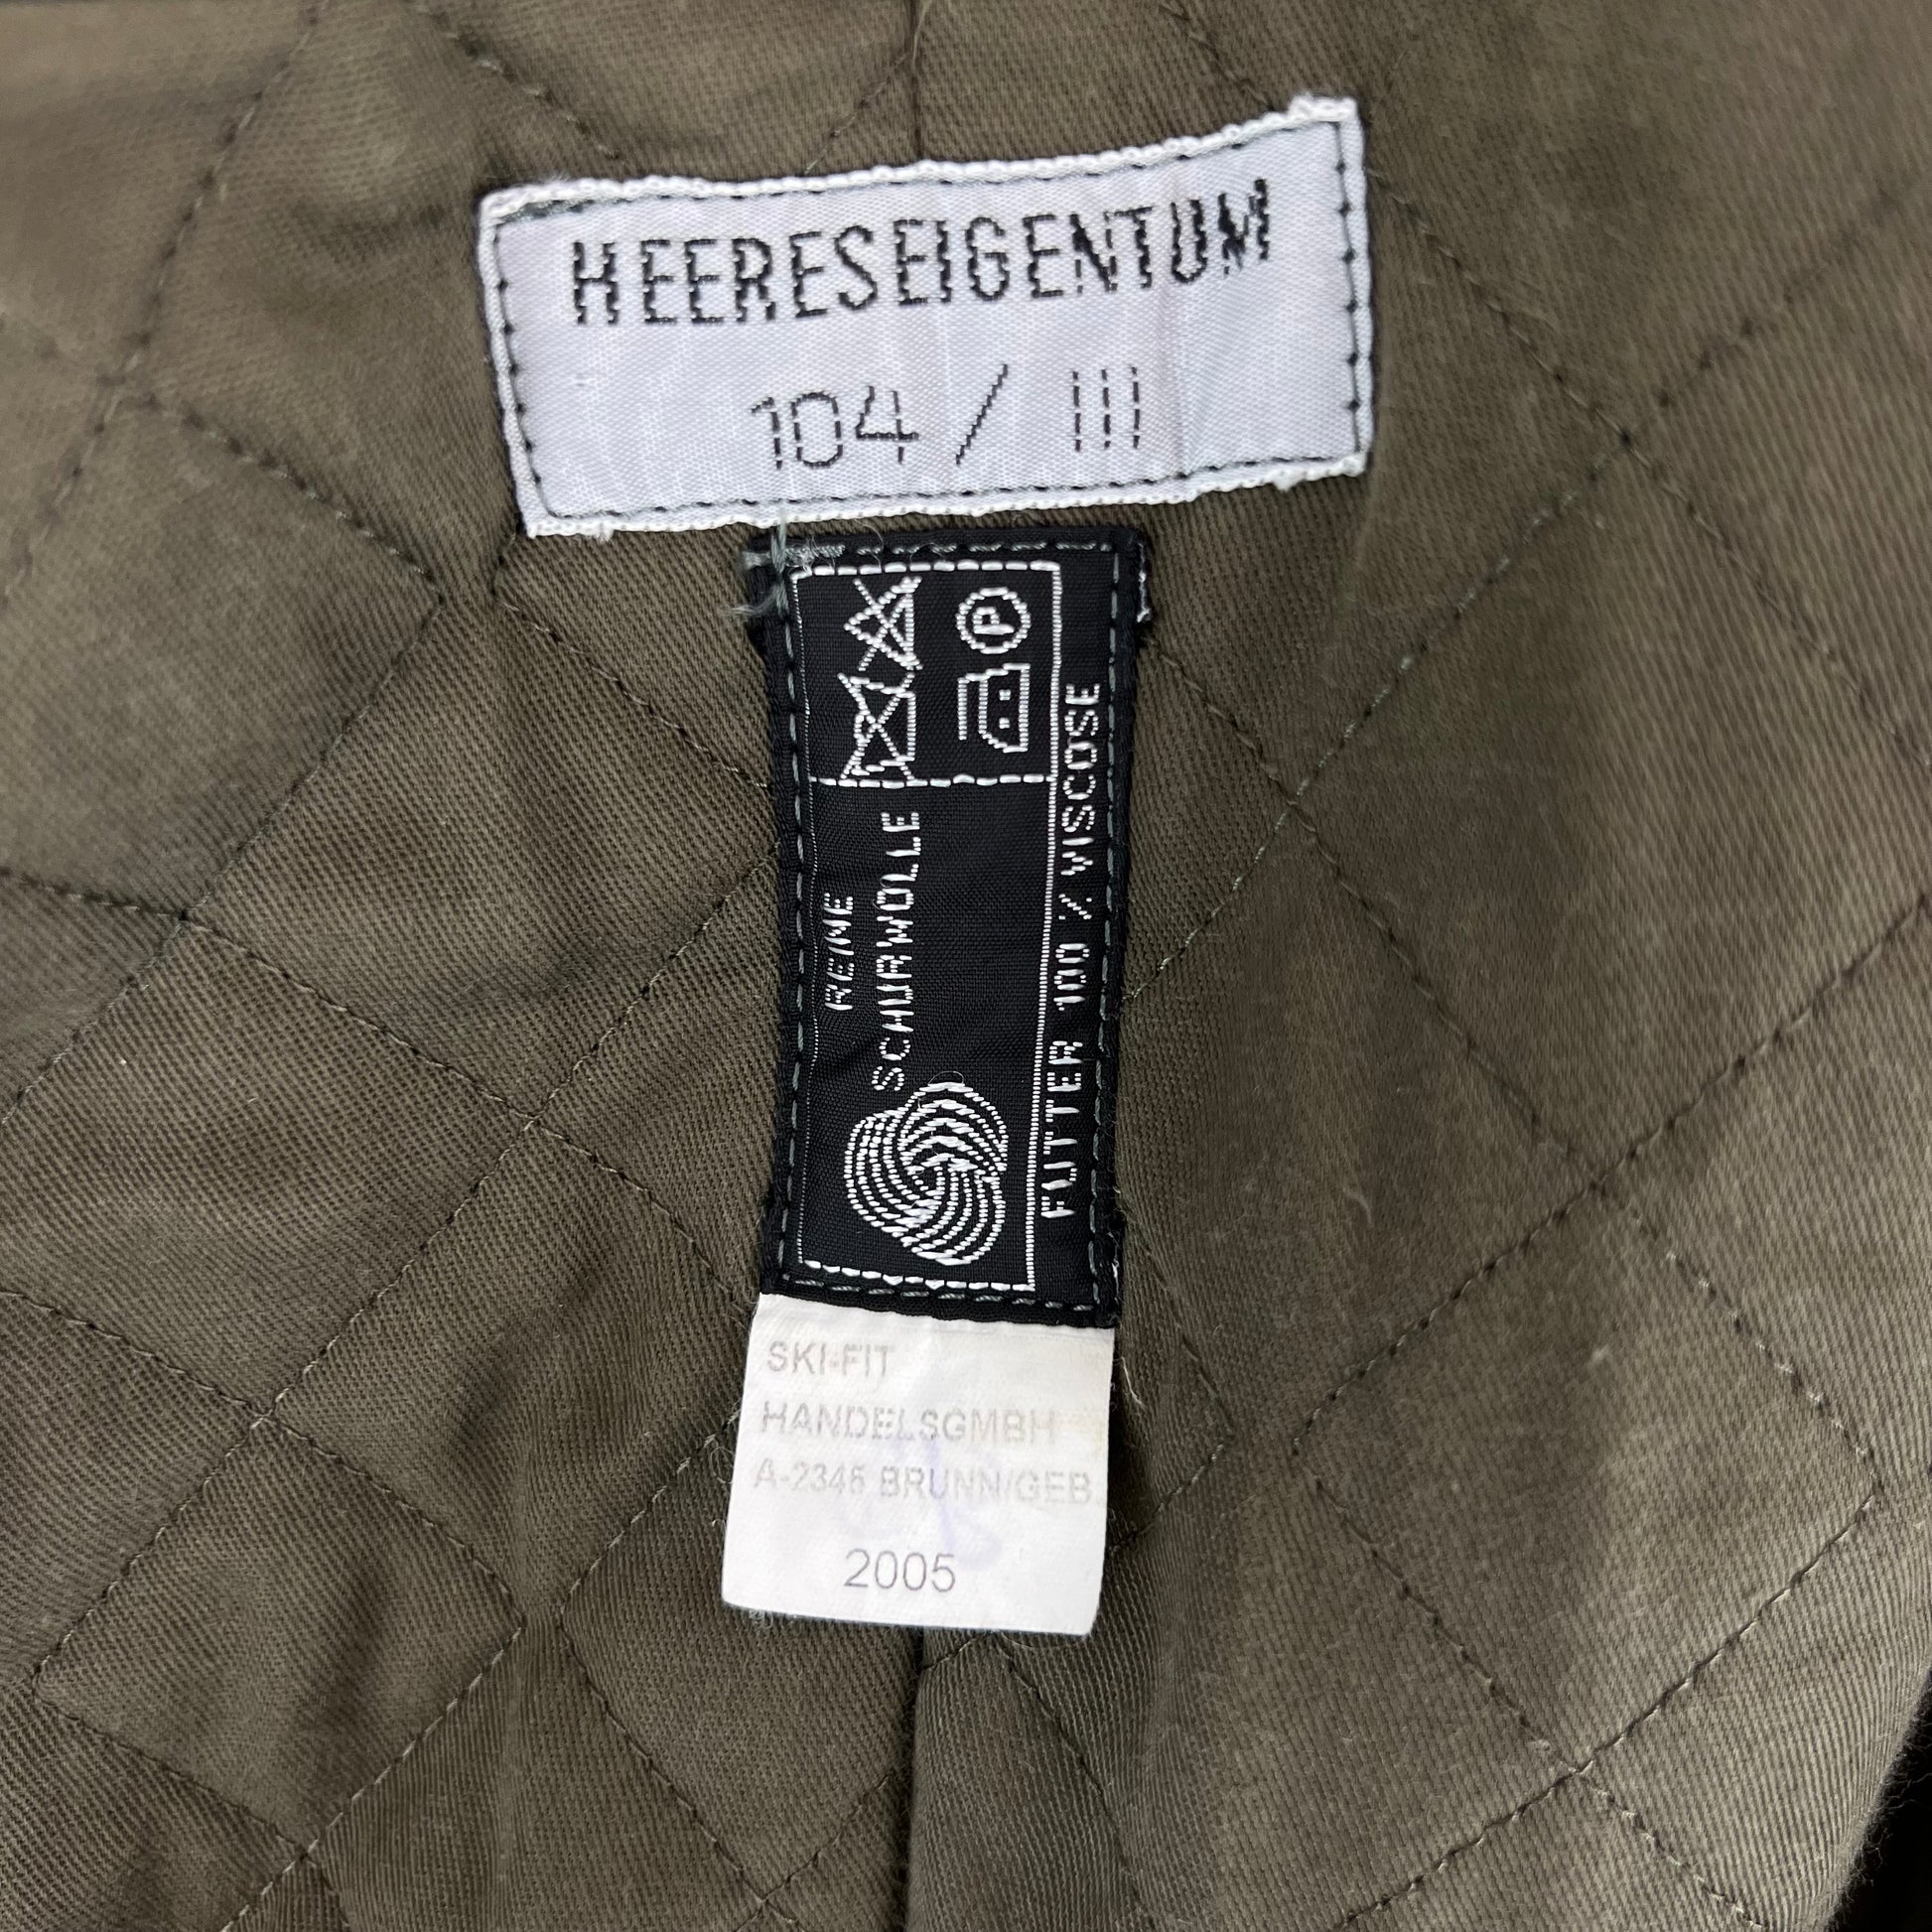 HEERESEIGENTUM
104 / III
P
REINE
SCHURWOLLE
FUTTER 100 % VISCOSE
SKI-FIT
HANDELSGMBH
A-2345 BRUNN/GEB.
2005